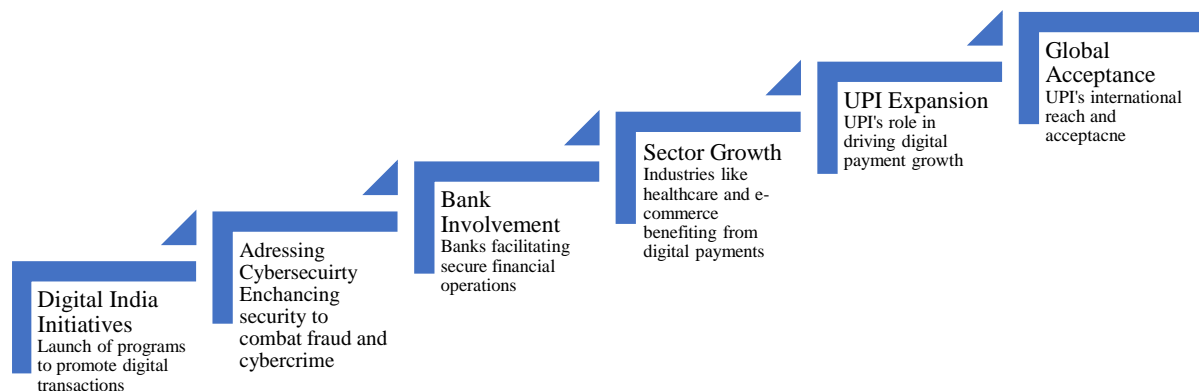 Digital India
Initiatives
Launch of programs
to promote digital
transactions
Adressing
Cybersecuirty
Enchancing
security to
combat fraud and
cybercrime
Bank
Involvement
Banks facilitating
secure financial
operations
Sector Growth
Industries like
healthcare and e-
commerce
benefiting from
digital payments
UPI Expansion
UPI's role in
driving digital
payment growth
Global
Acceptance
UPI's international
reach and
acceptacne